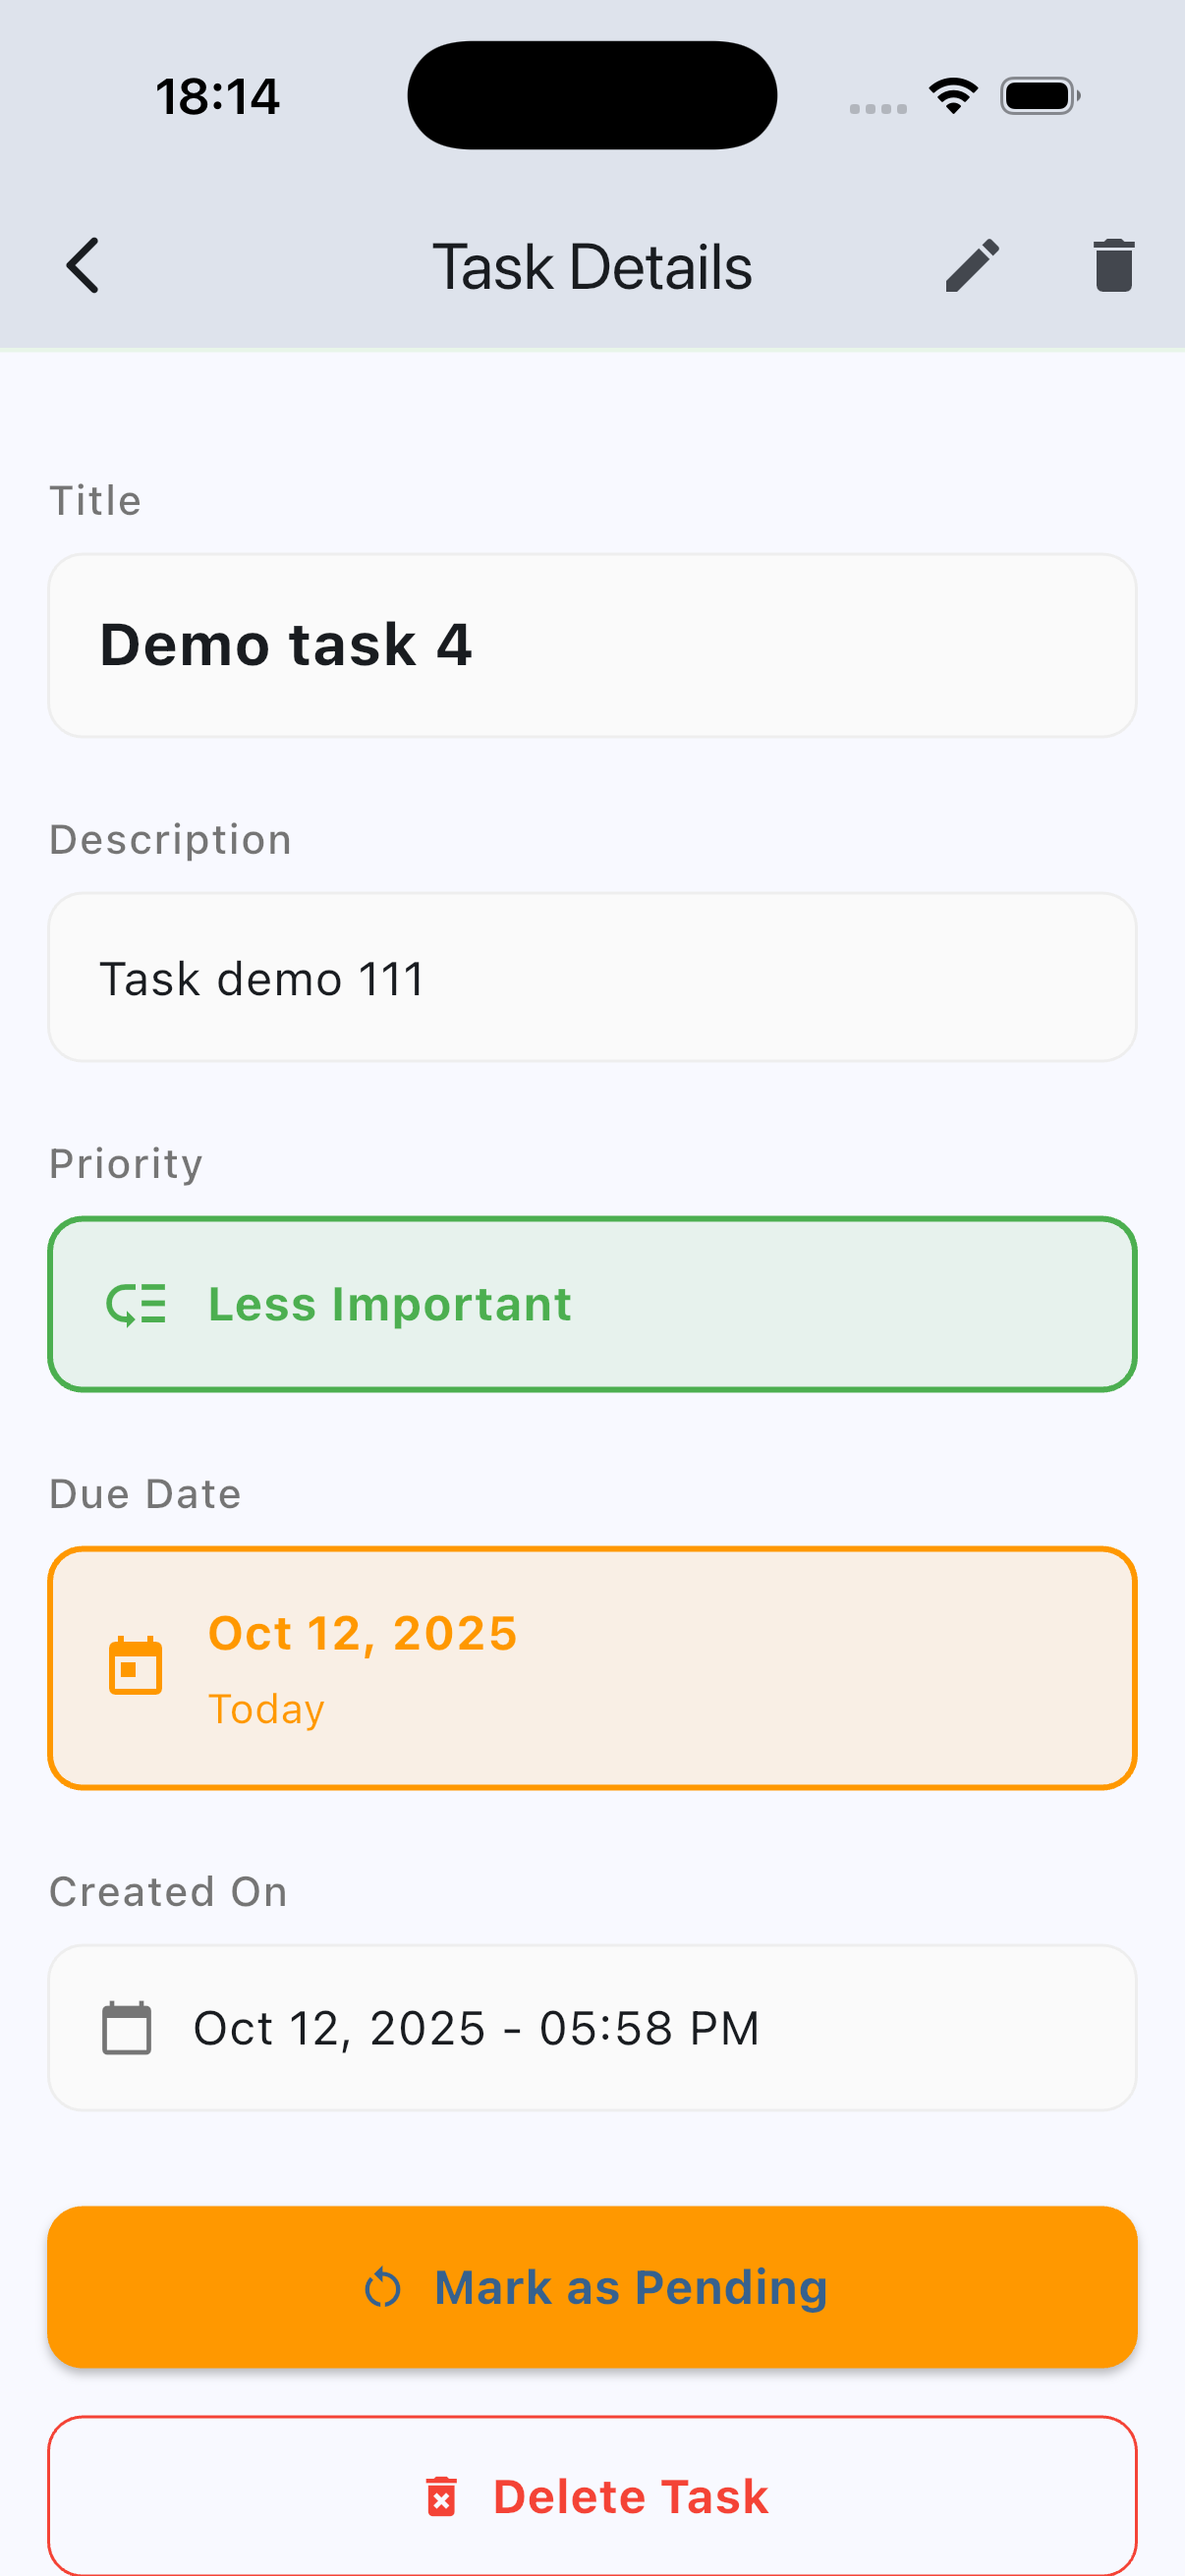 18:14
Task Details
Title
Demo task 4
Description
Task demo 111
Priority
Less Important
Due Date
Oct 12, 2025
Today
Created On
Oct 12, 2025 - 05:58 PM
Mark as Pending
Delete Task